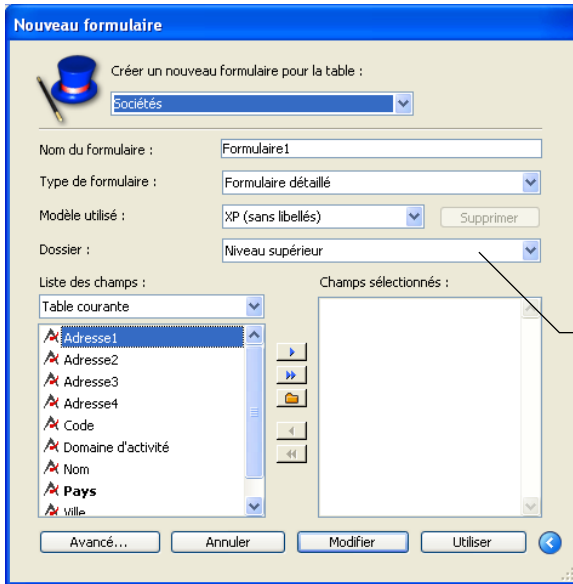 Nouveau formulaire
Créer un nouveau formulaire pour la table :
Sociétés
Nom du formulaire :
Formulaire1
Type de formulaire :
Formulaire détaillé
Modèle utilisé :
XP (sans libellés)
Supprimer
Dossier :
Niveau supérieur
Liste des champs :
Champs sélectionnés :
Table courante
Adresse1
Adresse2
Adresse3
Adresse4
Code
Domaine d'activité
Nom
Pays
Ville
Avancé...
Annuler
Modifier
Utiliser